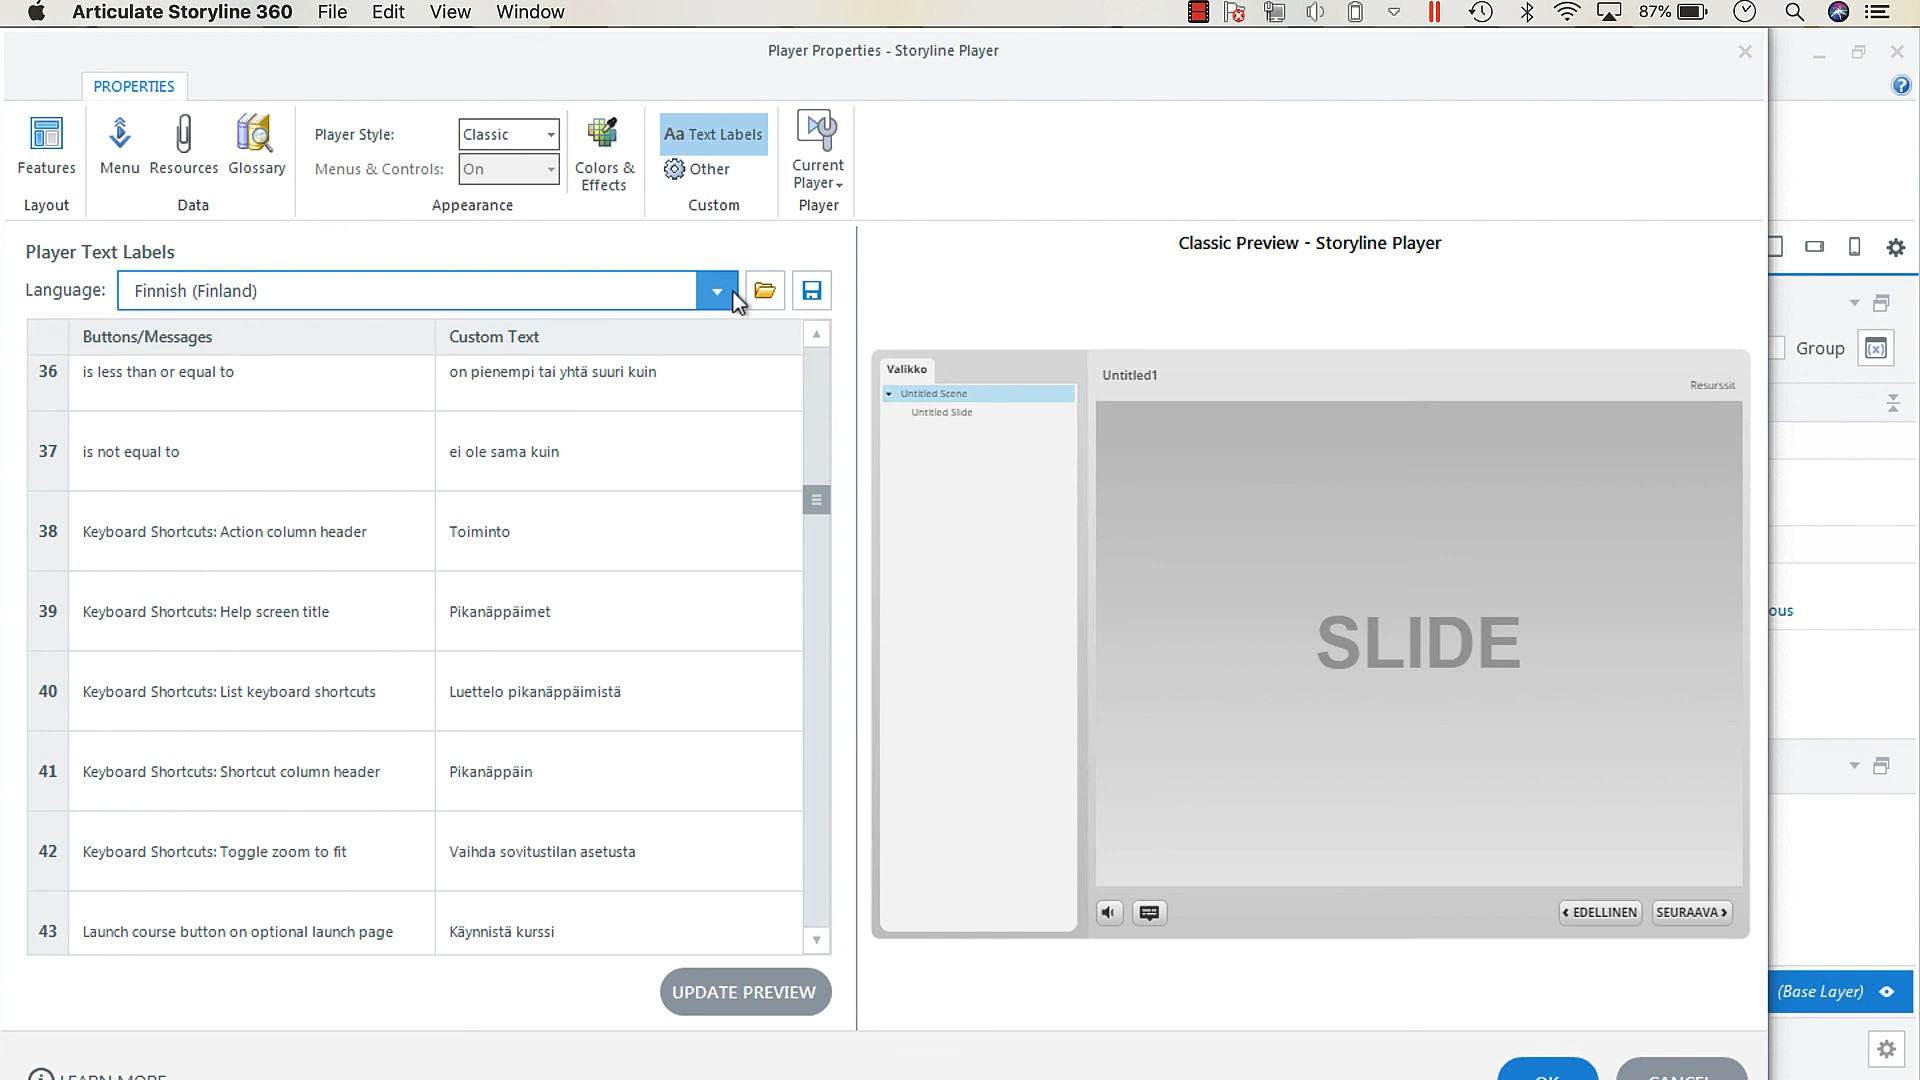 Articulate Storyline 360 File Edit View Window 87%
Player Properties - Storyline Player
PROPERTIES
Features Menu Resources Glossary
Layout Data
Player Style: Classic
Menus & Controls: On
Colors & Effects
Appearance
Aa Text Labels
Other
Custom
Current Player
Player
Player Text Labels
Language: Finnish (Finland)
Buttons/Messages Custom Text
36 is less than or equal to on pienempi tai yhtä suuri kuin
37 is not equal to ei ole sama kuin
38 Keyboard Shortcuts: Action column header Toiminto
39 Keyboard Shortcuts: Help screen title Pikanäppäimet
40 Keyboard Shortcuts: List keyboard shortcuts Luettelo pikanäppäimistä
41 Keyboard Shortcuts: Shortcut column header Pikanäppäin
42 Keyboard Shortcuts: Toggle zoom to fit Vaihda sovitustilan asetusta
43 Launch course button on optional launch page Käynnistä kurssi
UPDATE PREVIEW
Classic Preview - Storyline Player
Valikko
Untitled Scene
Untitled Slide
Untitled1
Resurssit
SLIDE
EDELLINEN SEURAAVA
Group
ous
(Base Layer)
LEARN MORE
OK CANCEL